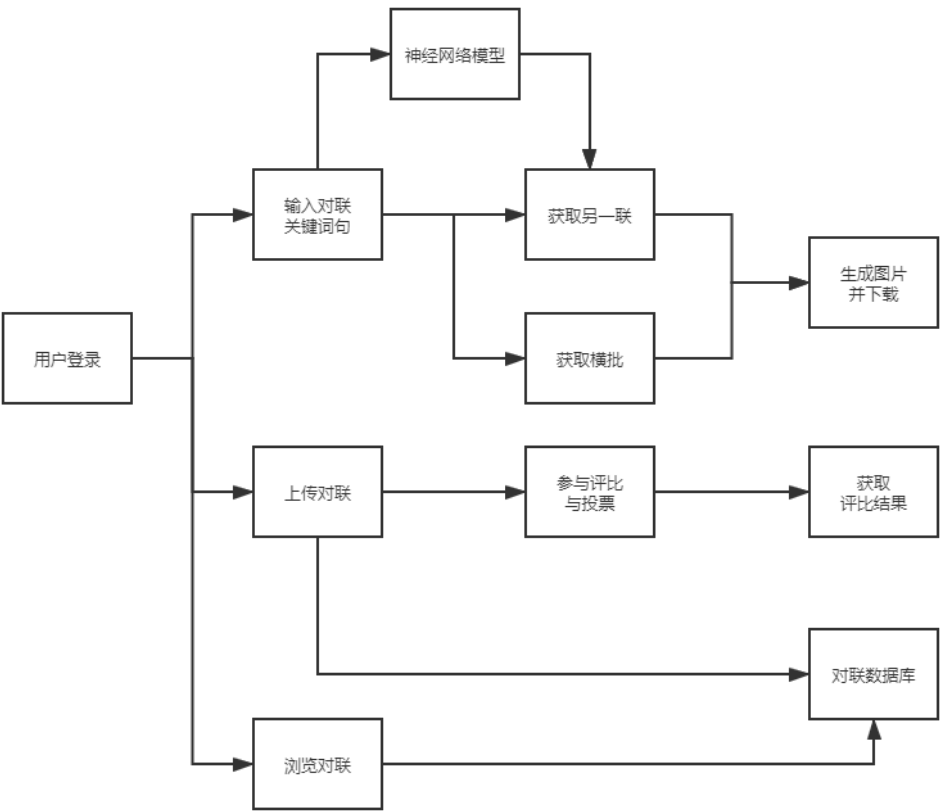 神经网络模型
输入对联
关键词句
获取另一联
生成图片
并下载
用户登录
获取横批
上传对联
参与评比
与投票
获取
评比结果
对联数据库
浏览对联